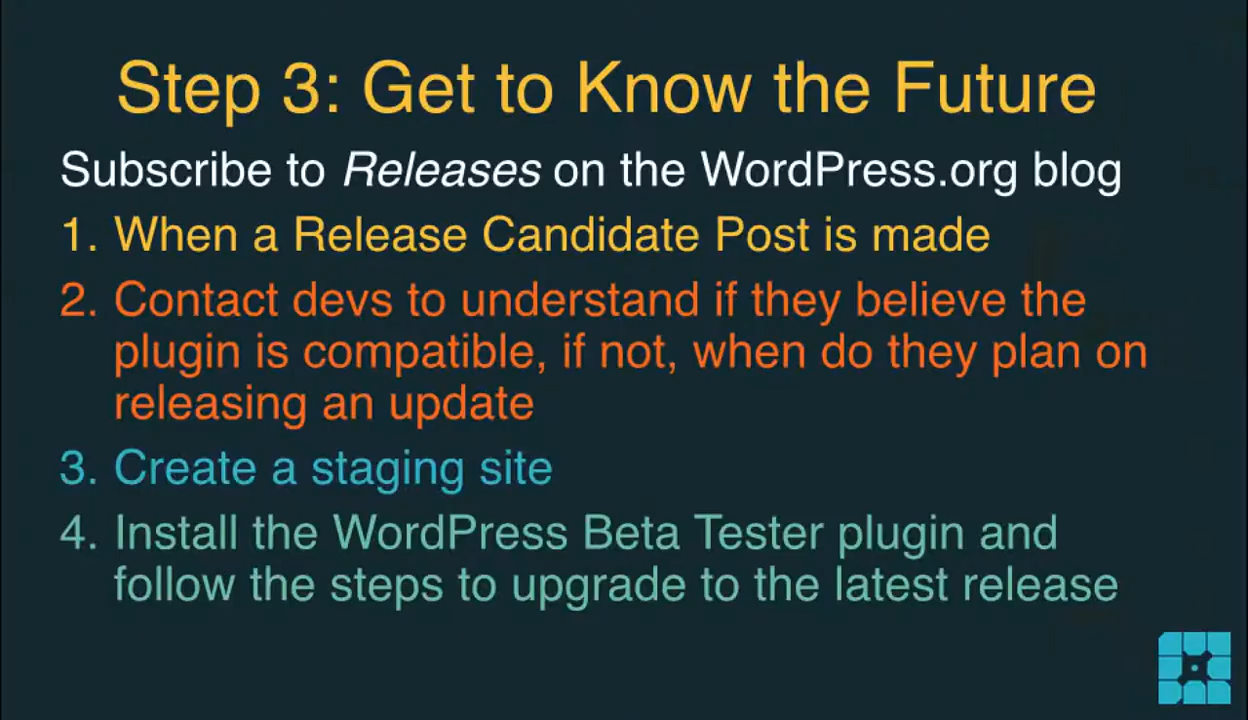 Step 3: Get to Know the Future
Subscribe to Releases on the WordPress.org blog
1. When a Release Candidate Post is made
2. Contact devs to understand if they believe the
plugin is compatible, if not, when do they plan on
releasing an update
3. Create a staging site
4. Install the WordPress Beta Tester plugin and
follow the steps to upgrade to the latest release